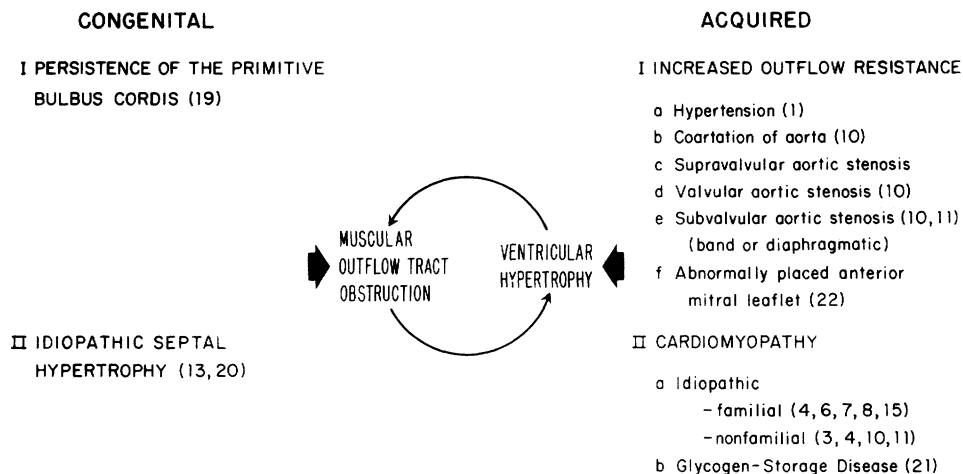 CONGENITAL
I PERSISTENCE OF THE PRIMITIVE
BULBUS CORDIS (19)
II IDIOPATHIC SEPTAL
HYPERTROPHY (13, 20)
MUSCULAR
OUTFLOW TRACT
OBSTRUCTION
VENTRICULAR
HYPERTROPHY
ACQUIRED
I INCREASED OUTFLOW RESISTANCE
a Hypertension (1)
b Coartation of aorta (10)
c Supravalvular aortic stenosis
d Valvular aortic stenosis (10)
e Subvalvular aortic stenosis (10, 11)
(band or diaphragmatic)
f Abnormally placed anterior
mitral leaflet (22)
II CARDIOMYOPATHY
a Idiopathic
- familial (4, 6, 7, 8, 15)
- nonfamilial (3, 4, 10, 11)
b Glycogen-Storage Disease (21)